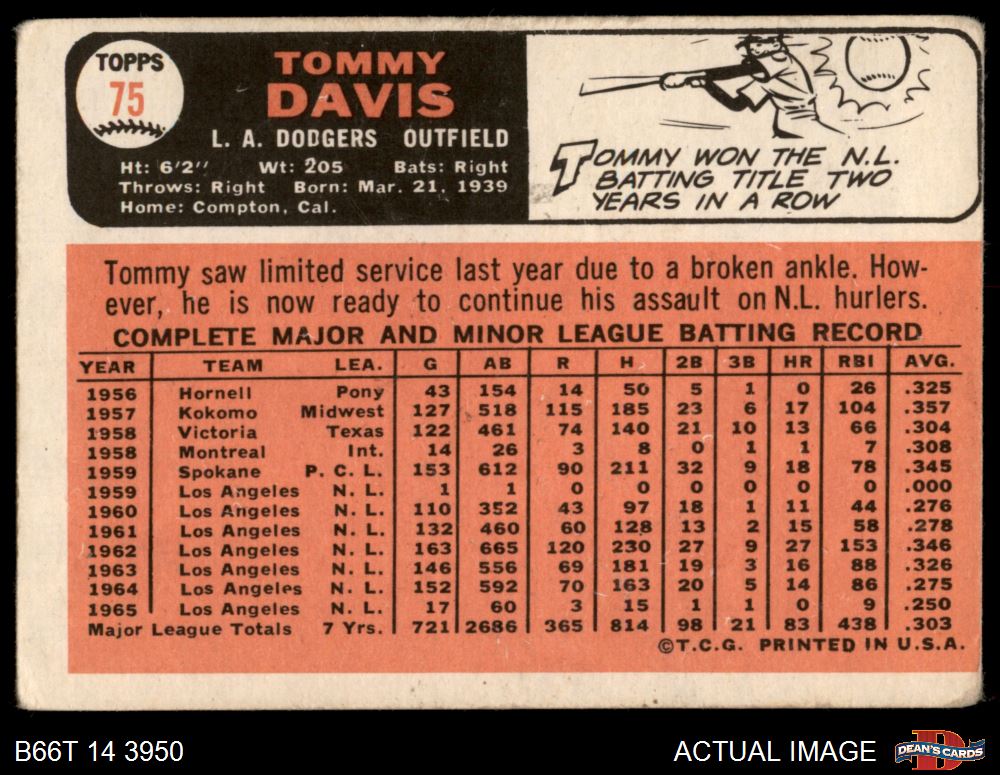 TOPPS
75
TOMMY
DAVIS
L. A. DODGERS OUTFIELD
Ht: 6'2" Wt: 205 Bats: Right
Throws: Right Born: Mar. 21, 1939
Home: Compton, Cal.
TOMMY WON THE N.L.
BATTING TITLE TWO
YEARS IN A ROW
Tommy saw limited service last year due to a broken ankle. How-
ever, he is now ready to continue his assault on N.L. hurlers.
COMPLETE MAJOR AND MINOR LEAGUE BATTING RECORD
YEAR TEAM LEA. G AB R H 2B 3B HR RBI AVG.
1956 Hornell Pony 43 154 14 50 5 1 0 26 .325
1957 Kokomo Midwest 127 518 115 185 23 6 17 104 .357
1958 Victoria Texas 122 461 74 140 21 10 13 66 .304
1958 Montreal Int. 14 26 3 8 0 1 1 7 .308
1959 Spokane P. C. L. 153 612 90 211 32 9 18 78 .345
1959 Los Angeles N. L. 1 1 0 0 0 0 0 0 .000
1960 Los Angeles N. L. 110 352 43 97 18 1 11 44 .276
1961 Los Angeles N. L. 132 460 60 128 13 2 15 58 .278
1962 Los Angeles N. L. 163 665 120 230 27 9 27 153 .346
1963 Los Angeles N. L. 146 556 69 181 19 3 16 88 .326
1964 Los Angeles N. L. 152 592 70 163 20 5 14 86 .275
1965 Los Angeles N. L. 17 60 3 15 1 1 0 9 .250
Major League Totals 7 Yrs. 721 2686 365 814 98 21 83 438 .303
©T.C.G. PRINTED IN U.S.A.
B66T 14 3950
ACTUAL IMAGE
DEAN'S CARDS